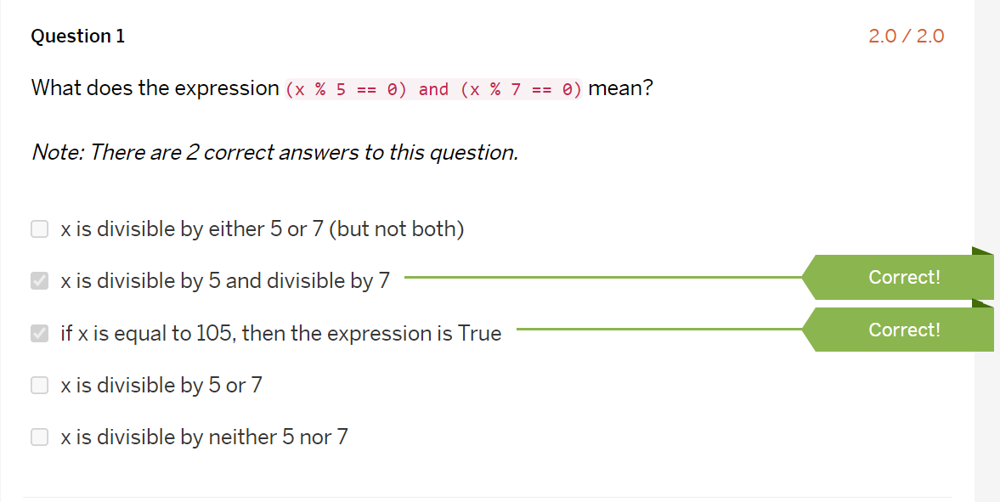 Question 1
2.0 / 2.0
What does the expression (x % 5 == 0) and (x % 7 == 0) mean?
Note: There are 2 correct answers to this question.
x is divisible by either 5 or 7 (but not both)
x is divisible by 5 and divisible by 7
Correct!
if x is equal to 105, then the expression is True
Correct!
x is divisible by 5 or 7
x is divisible by neither 5 nor 7